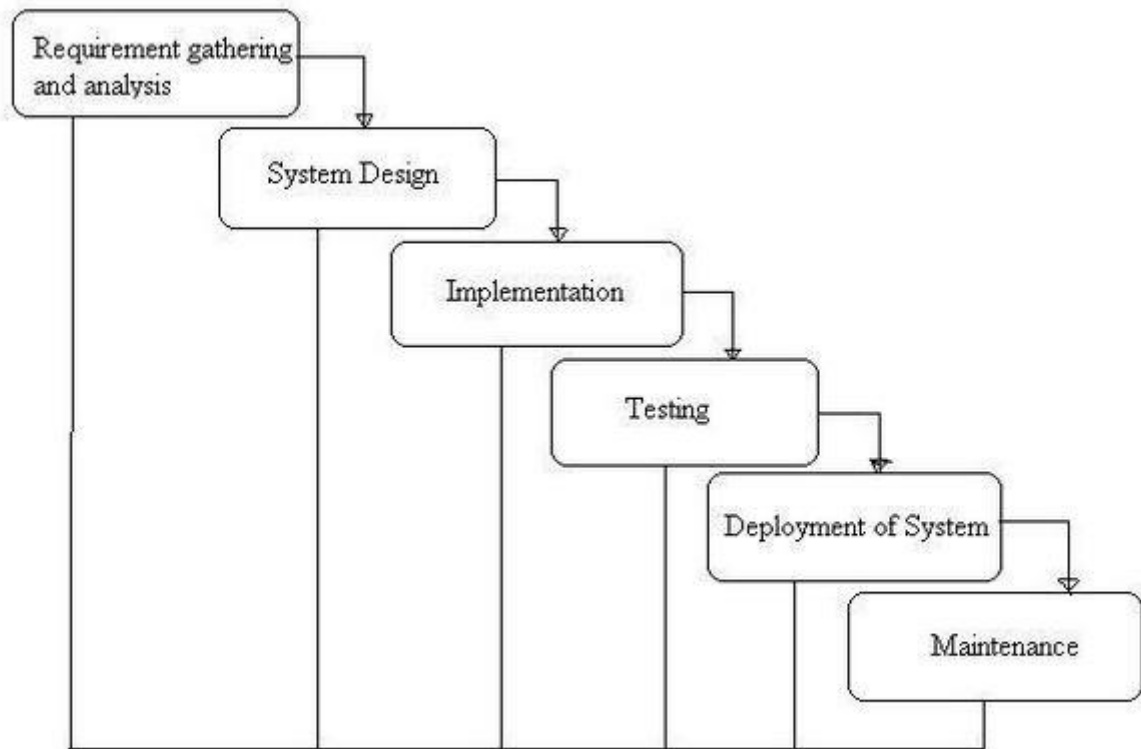 Requirement gathering
and analysis
System Design
Implementation
Testing
Deployment of System
Maintenance